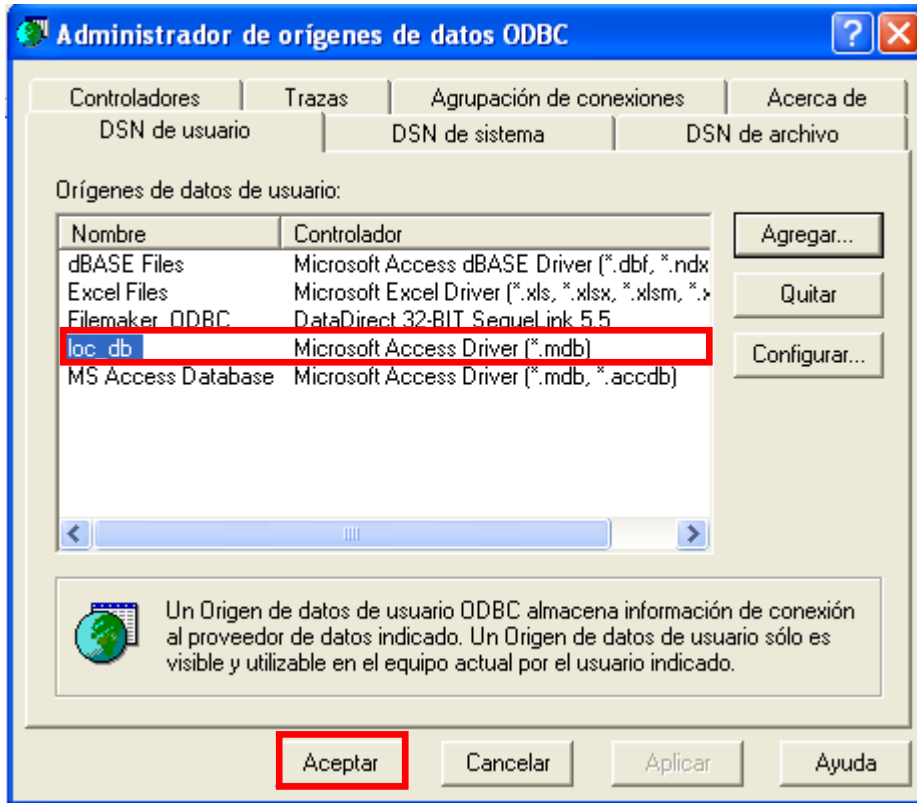 Administrador de orígenes de datos ODBC
Controladores Trazas Agrupación de conexiones Acerca de
DSN de usuario DSN de sistema DSN de archivo
Orígenes de datos de usuario:
Nombre Controlador
dBASE Files Microsoft Access dBASE Driver (*.dbf, *.ndx
Excel Files Microsoft Excel Driver (*.xls, *.xlsx, *.xlsm, *.x
Filemaker_ODBC DataDirect 32-BIT SequeLink 5.5
loc_db Microsoft Access Driver (*.mdb)
MS Access Database Microsoft Access Driver (*.mdb, *.accdb)
Agregar...
Quitar
Configurar...
Un Origen de datos de usuario ODBC almacena información de conexión
al proveedor de datos indicado. Un Origen de datos de usuario sólo es
visible y utilizable en el equipo actual por el usuario indicado.
Aceptar Cancelar Aplicar Ayuda